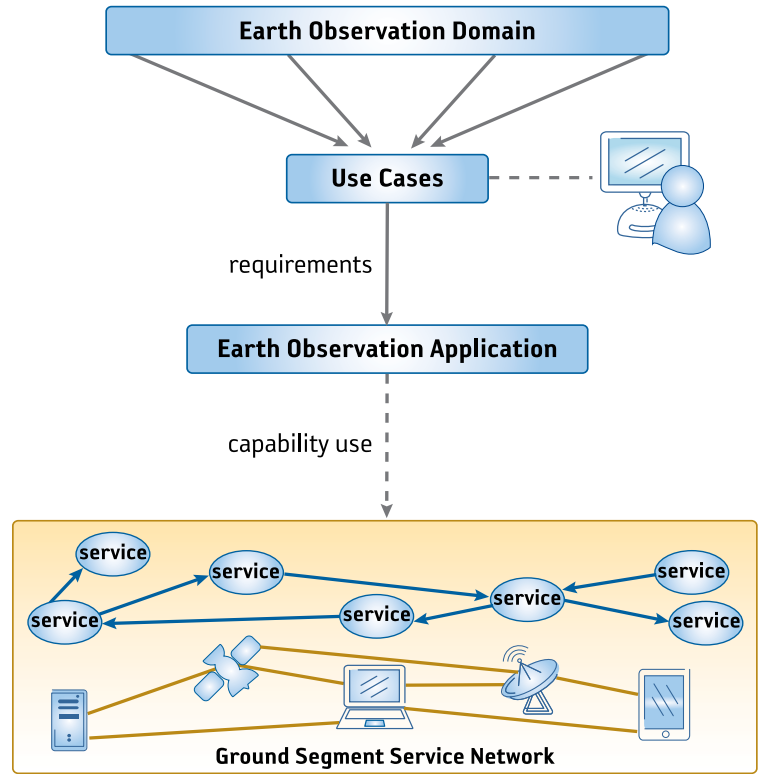 Earth Observation Domain
Use Cases
requirements
Earth Observation Application
capability use
service
service
service
service
service
service
service
Ground Segment Service Network